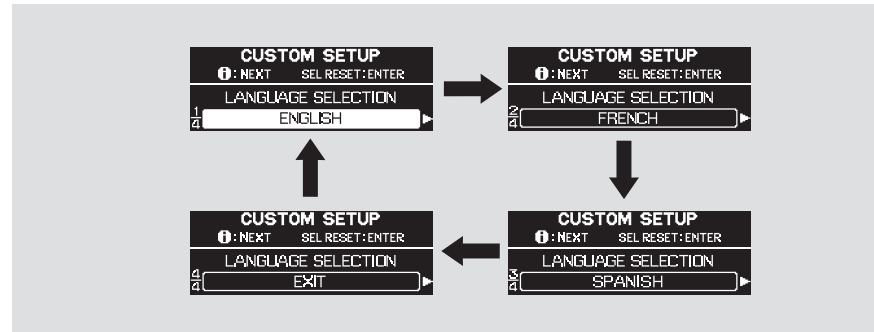 CUSTOM SETUP
ⓘ: NEXT SEL RESET: ENTER
LANGUAGE SELECTION
1/4 ENGLISH
CUSTOM SETUP
ⓘ: NEXT SEL RESET: ENTER
LANGUAGE SELECTION
2/4 FRENCH
CUSTOM SETUP
ⓘ: NEXT SEL RESET: ENTER
LANGUAGE SELECTION
4/4 EXIT
CUSTOM SETUP
ⓘ: NEXT SEL RESET: ENTER
LANGUAGE SELECTION
3/4 SPANISH